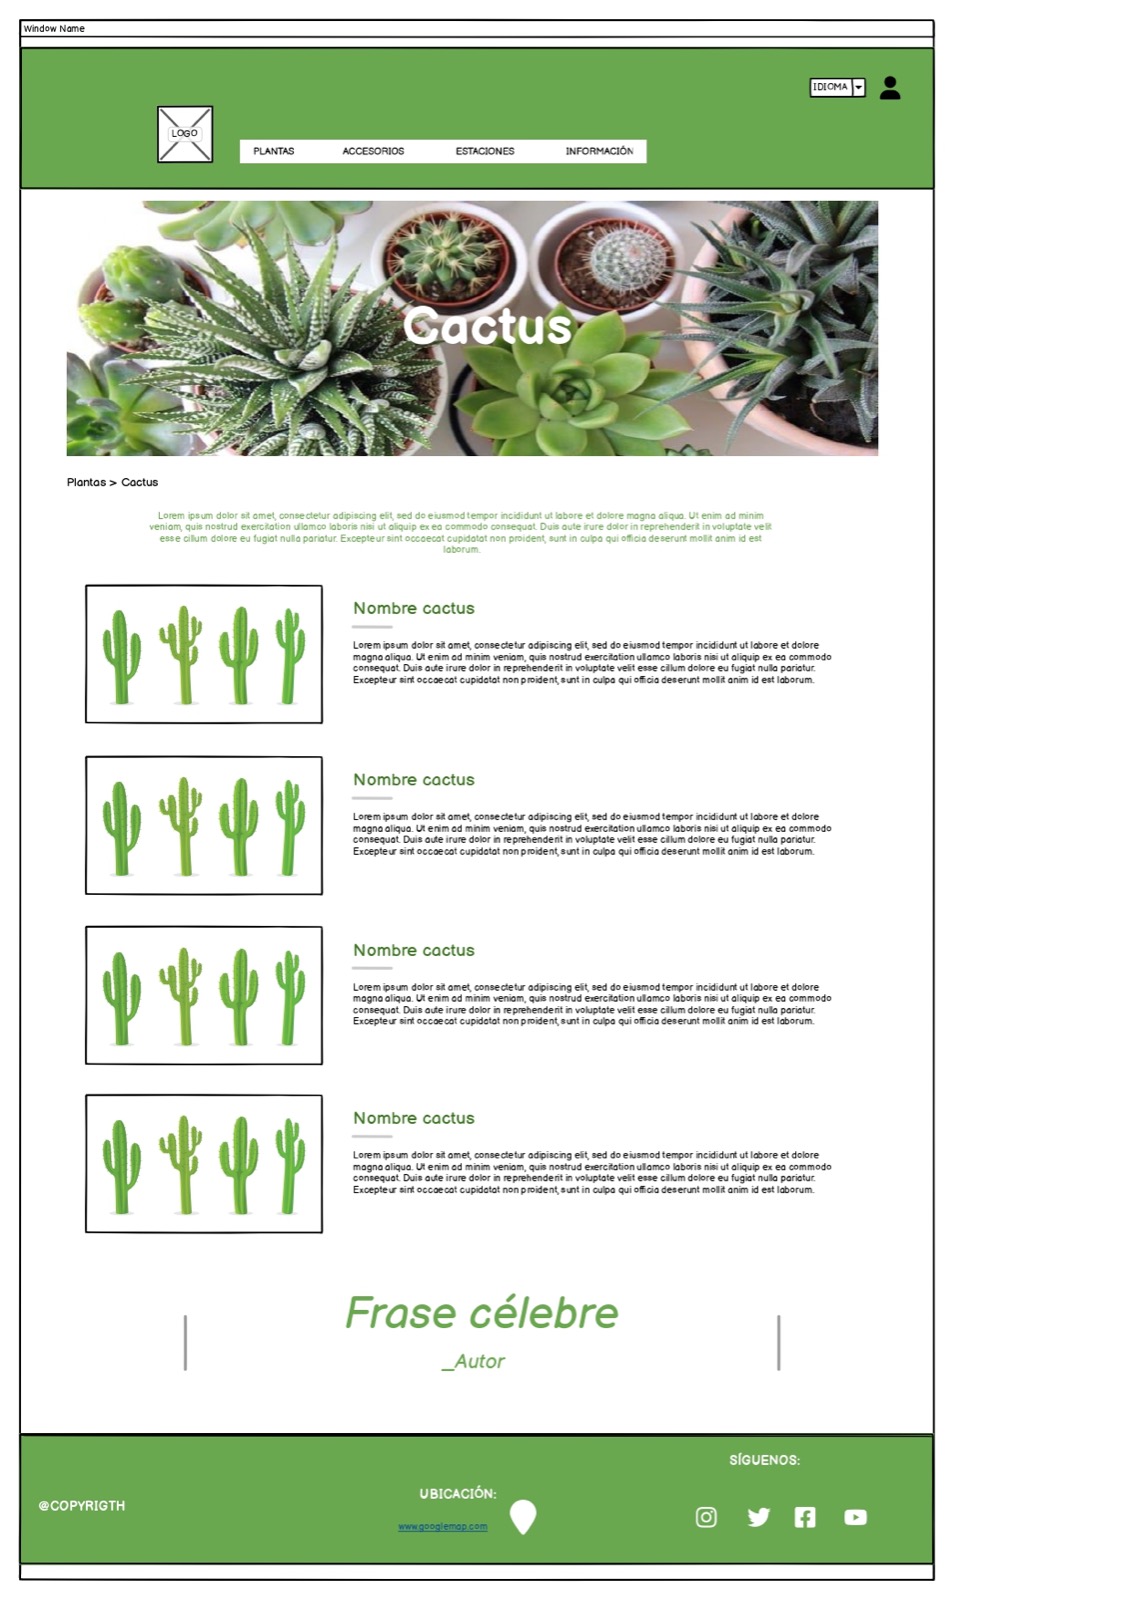 Window Name
IDIOMA
LOGO
PLANTAS ACCESORIOS ESTACIONES INFORMACIÓN
Cactus
Plantas > Cactus
Lorem ipsum dolor sit amet, consectetur adipiscing elit, sed do eiusmod tempor incididunt ut labore et dolore magna aliqua. Ut enim ad minim
veniam, quis nostrud exercitation ullamco laboris nisi ut aliquip ex ea commodo consequat. Duis aute irure dolor in reprehenderit in voluptate velit
esse cillum dolore eu fugiat nulla pariatur. Excepteur sint occaecat cupidatat non proident, sunt in culpa qui officia deserunt mollit anim id est
laborum.
Nombre cactus
Lorem ipsum dolor sit amet, consectetur adipiscing elit, sed do eiusmod tempor incididunt ut labore et dolore
magna aliqua. Ut enim ad minim veniam, quis nostrud exercitation ullamco laboris nisi ut aliquip ex ea commodo
consequat. Duis aute irure dolor in reprehenderit in voluptate velit esse cillum dolore eu fugiat nulla pariatur.
Excepteur sint occaecat cupidatat non proident, sunt in culpa qui officia deserunt mollit anim id est laborum.
Nombre cactus
Lorem ipsum dolor sit amet, consectetur adipiscing elit, sed do eiusmod tempor incididunt ut labore et dolore
magna aliqua. Ut enim ad minim veniam, quis nostrud exercitation ullamco laboris nisi ut aliquip ex ea commodo
consequat. Duis aute irure dolor in reprehenderit in voluptate velit esse cillum dolore eu fugiat nulla pariatur.
Excepteur sint occaecat cupidatat non proident, sunt in culpa qui officia deserunt mollit anim id est laborum.
Nombre cactus
Lorem ipsum dolor sit amet, consectetur adipiscing elit, sed do eiusmod tempor incididunt ut labore et dolore
magna aliqua. Ut enim ad minim veniam, quis nostrud exercitation ullamco laboris nisi ut aliquip ex ea commodo
consequat. Duis aute irure dolor in reprehenderit in voluptate velit esse cillum dolore eu fugiat nulla pariatur.
Excepteur sint occaecat cupidatat non proident, sunt in culpa qui officia deserunt mollit anim id est laborum.
Nombre cactus
Lorem ipsum dolor sit amet, consectetur adipiscing elit, sed do eiusmod tempor incididunt ut labore et dolore
magna aliqua. Ut enim ad minim veniam, quis nostrud exercitation ullamco laboris nisi ut aliquip ex ea commodo
consequat. Duis aute irure dolor in reprehenderit in voluptate velit esse cillum dolore eu fugiat nulla pariatur.
Excepteur sint occaecat cupidatat non proident, sunt in culpa qui officia deserunt mollit anim id est laborum.
Frase célebre
_Autor
@COPYRIGTH
UBICACIÓN:
www.googlemap.com
SÍGUENOS: